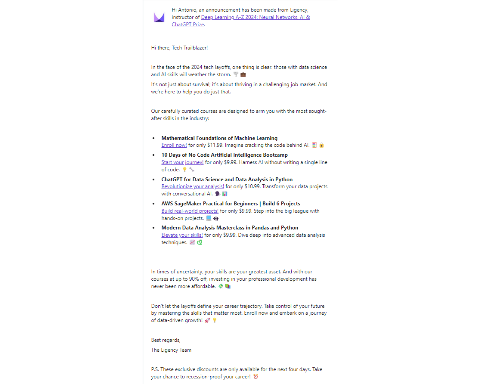 Hi Antonio, an announcement has been made from Ligency,
instructor of Deep Learning A-Z 2024: Neural Networks, AI &
ChatGPT Prizes
Hi there, Tech Trailblazer!
In the face of the 2024 tech layoffs, one thing is clear: those with data science
and AI skills will weather the storm.
It's not just about survival; it's about thriving in a challenging job market. And
we're here to help you do just that.
Our carefully curated courses are designed to arm you with the most sought-
after skills in the industry:
• Mathematical Foundations of Machine Learning
Enroll now! for only $11.99. Imagine cracking the code behind AI.
• 10 Days of No Code Artificial Intelligence Bootcamp
Start your journey! for only $9.99. Harness AI without writing a single line
of code.
• ChatGPT for Data Science and Data Analysis in Python
Revolutionize your analysis! for only $10.99. Transform your data projects
with conversational AI.
• AWS SageMaker Practical for Beginners | Build 6 Projects
Build real-world projects! for only $9.99. Step into the big league with
hands-on projects.
• Modern Data Analysis Masterclass in Pandas and Python
Elevate your skills! for only $9.99. Dive deep into advanced data analysis
techniques.
In times of uncertainty, your skills are your greatest asset. And with our
courses at up to 90% off, investing in your professional development has
never been more affordable.
Don't let the layoffs define your career trajectory. Take control of your future
by mastering the skills that matter most. Enroll now and embark on a journey
of data-driven growth!
Best regards,
The Ligency Team
P.S. These exclusive discounts are only available for the next four days. Take
your chance to recession-proof your career!